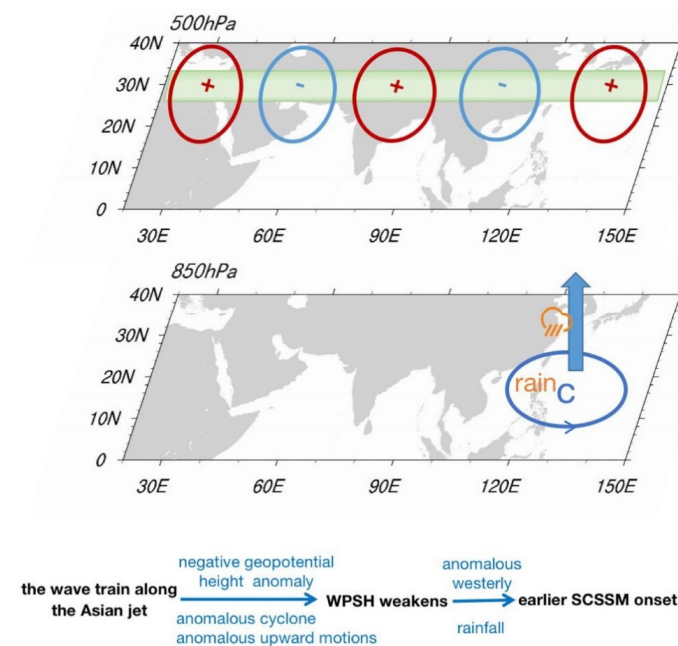 500hPa
40N
30N
20N
10N
0
+ - + - +
30E 60E 90E 120E 150E
850hPa
40N
30N
20N
10N
0
rain C
30E 60E 90E 120E 150E
the wave train along
the Asian jet
negative geopotential
height anomaly
anomalous cyclone
anomalous upward motions
WPSH weakens
anomalous
westerly
rainfall
earlier SCSSM onset